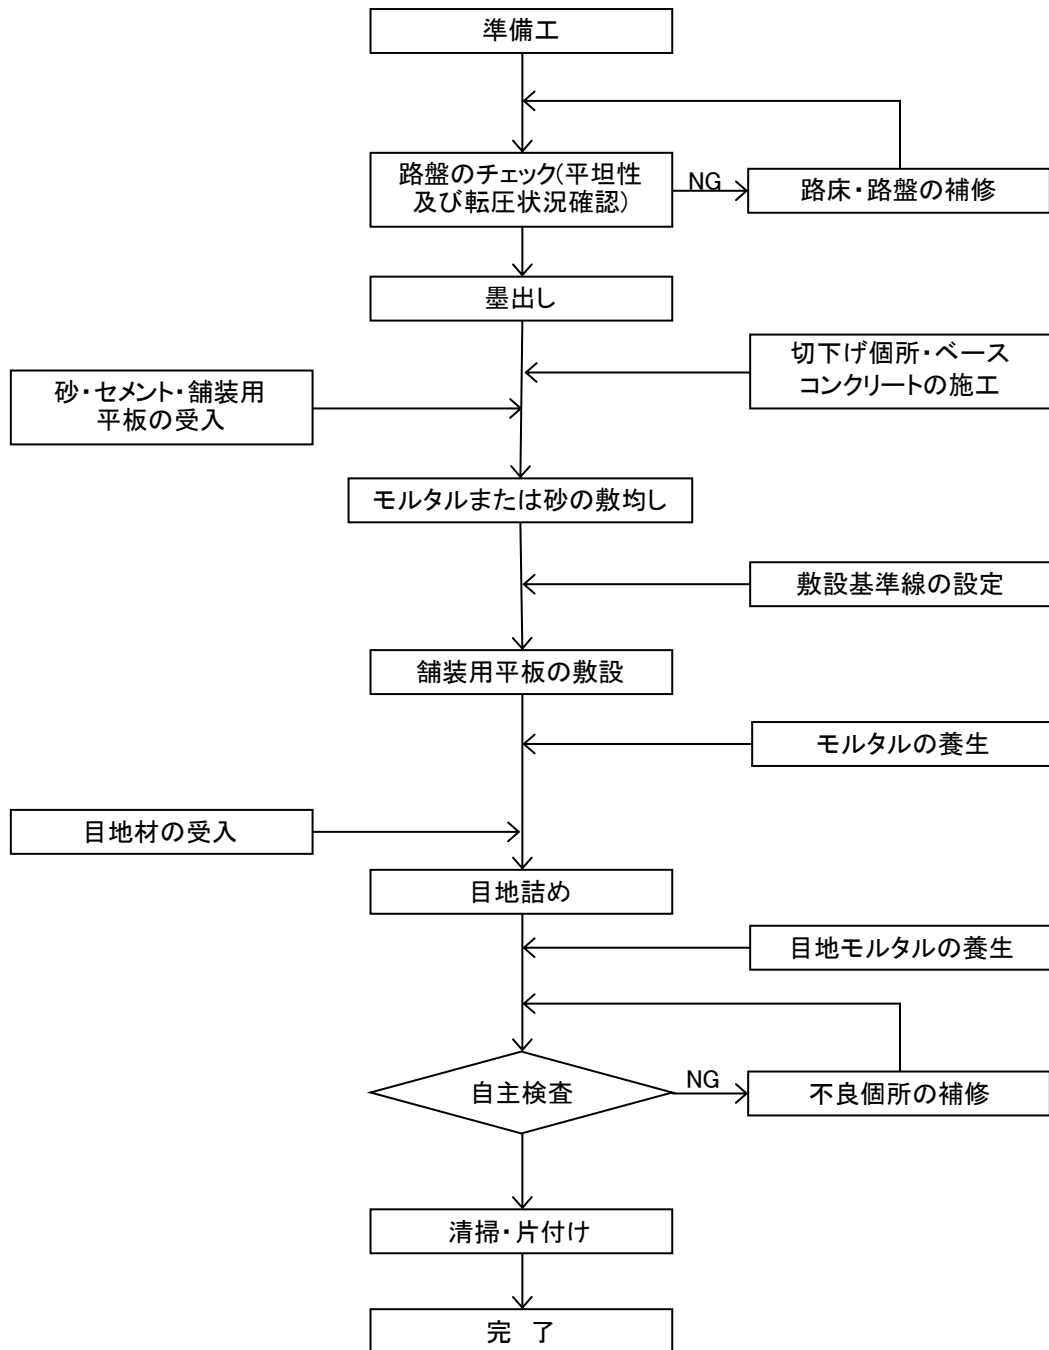 準備工
路盤のチェック(平坦性
及び転圧状況確認)
NG
路床・路盤の補修
墨出し
切下げ個所・ベース
コンクリートの施工
砂・セメント・舗装用
平板の受入
モルタルまたは砂の敷均し
敷設基準線の設定
舗装用平板の敷設
モルタルの養生
目地材の受入
目地詰め
目地モルタルの養生
自主検査
NG
不良個所の補修
清掃・片付け
完 了